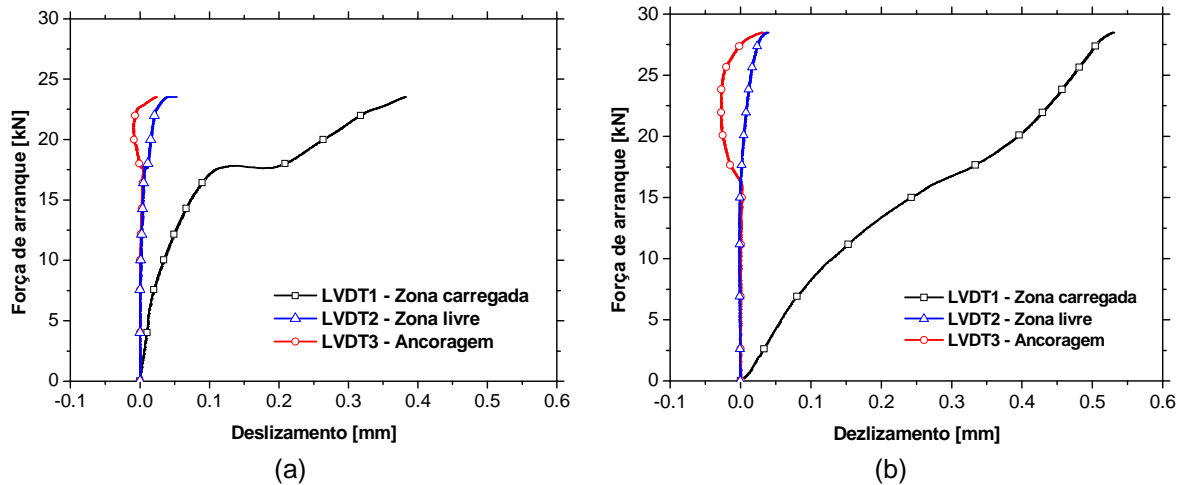 30
25
20
15
10
5
0
Força de arranque [kN]
LVDT1 - Zona carregada
LVDT2 - Zona livre
LVDT3 - Ancoragem
-0.1 0.0 0.1 0.2 0.3 0.4 0.5 0.6
Deslizamento [mm]
(a)
30
25
20
15
10
5
0
Força de arranque [kN]
LVDT1 - Zona carregada
LVDT2 - Zona livre
LVDT3 - Ancoragem
-0.1 0.0 0.1 0.2 0.3 0.4 0.5 0.6
Dezlizamento [mm]
(b)